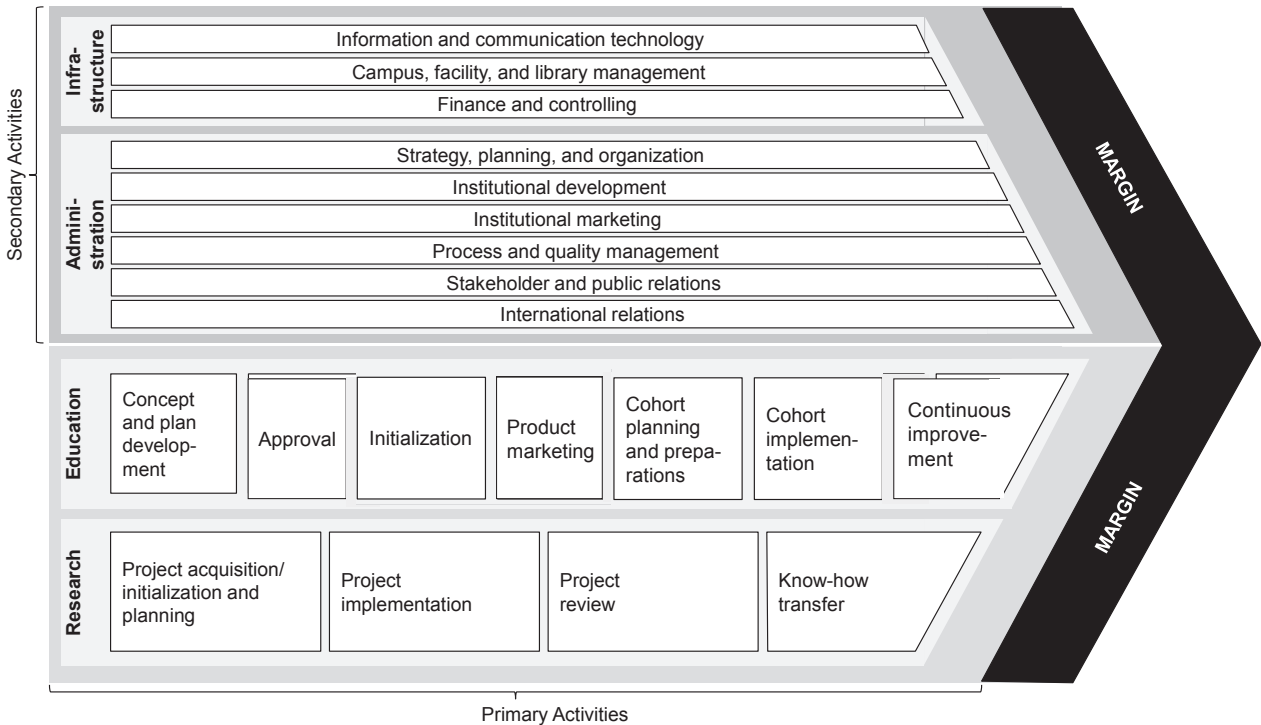 Secondary Activities
Infra-
structure
Information and communication technology
Campus, facility, and library management
Finance and controlling
Admini-
stration
Strategy, planning, and organization
Institutional development
Institutional marketing
Process and quality management
Stakeholder and public relations
International relations
MARGIN
Education
Concept
and plan
develop-
ment
Approval
Initialization
Product
marketing
Cohort
planning
and prepa-
rations
Cohort
implemen-
tation
Continuous
improve-
ment
MARGIN
Research
Project acquisition/
initialization and
planning
Project
implementation
Project
review
Know-how
transfer
Primary Activities